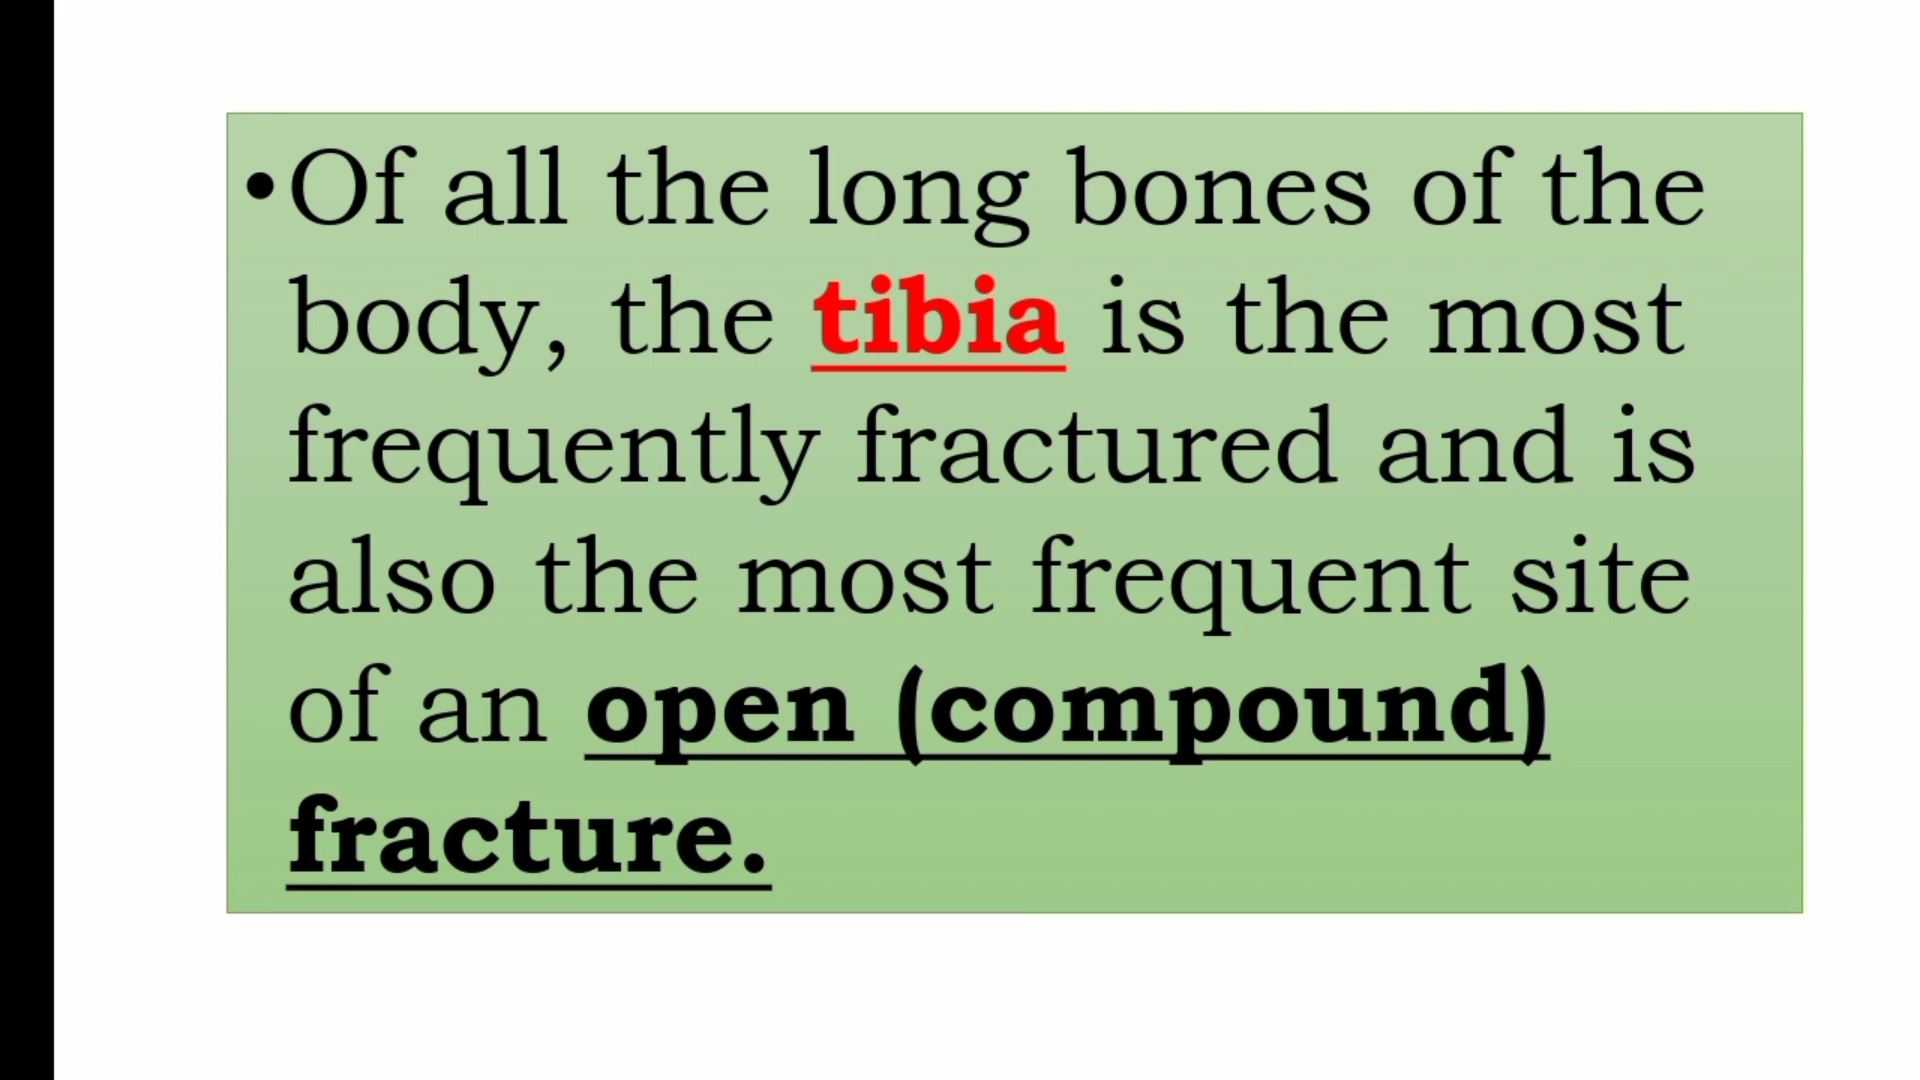 •Of all the long bones of the
body, the tibia is the most
frequently fractured and is
also the most frequent site
of an open (compound)
fracture.